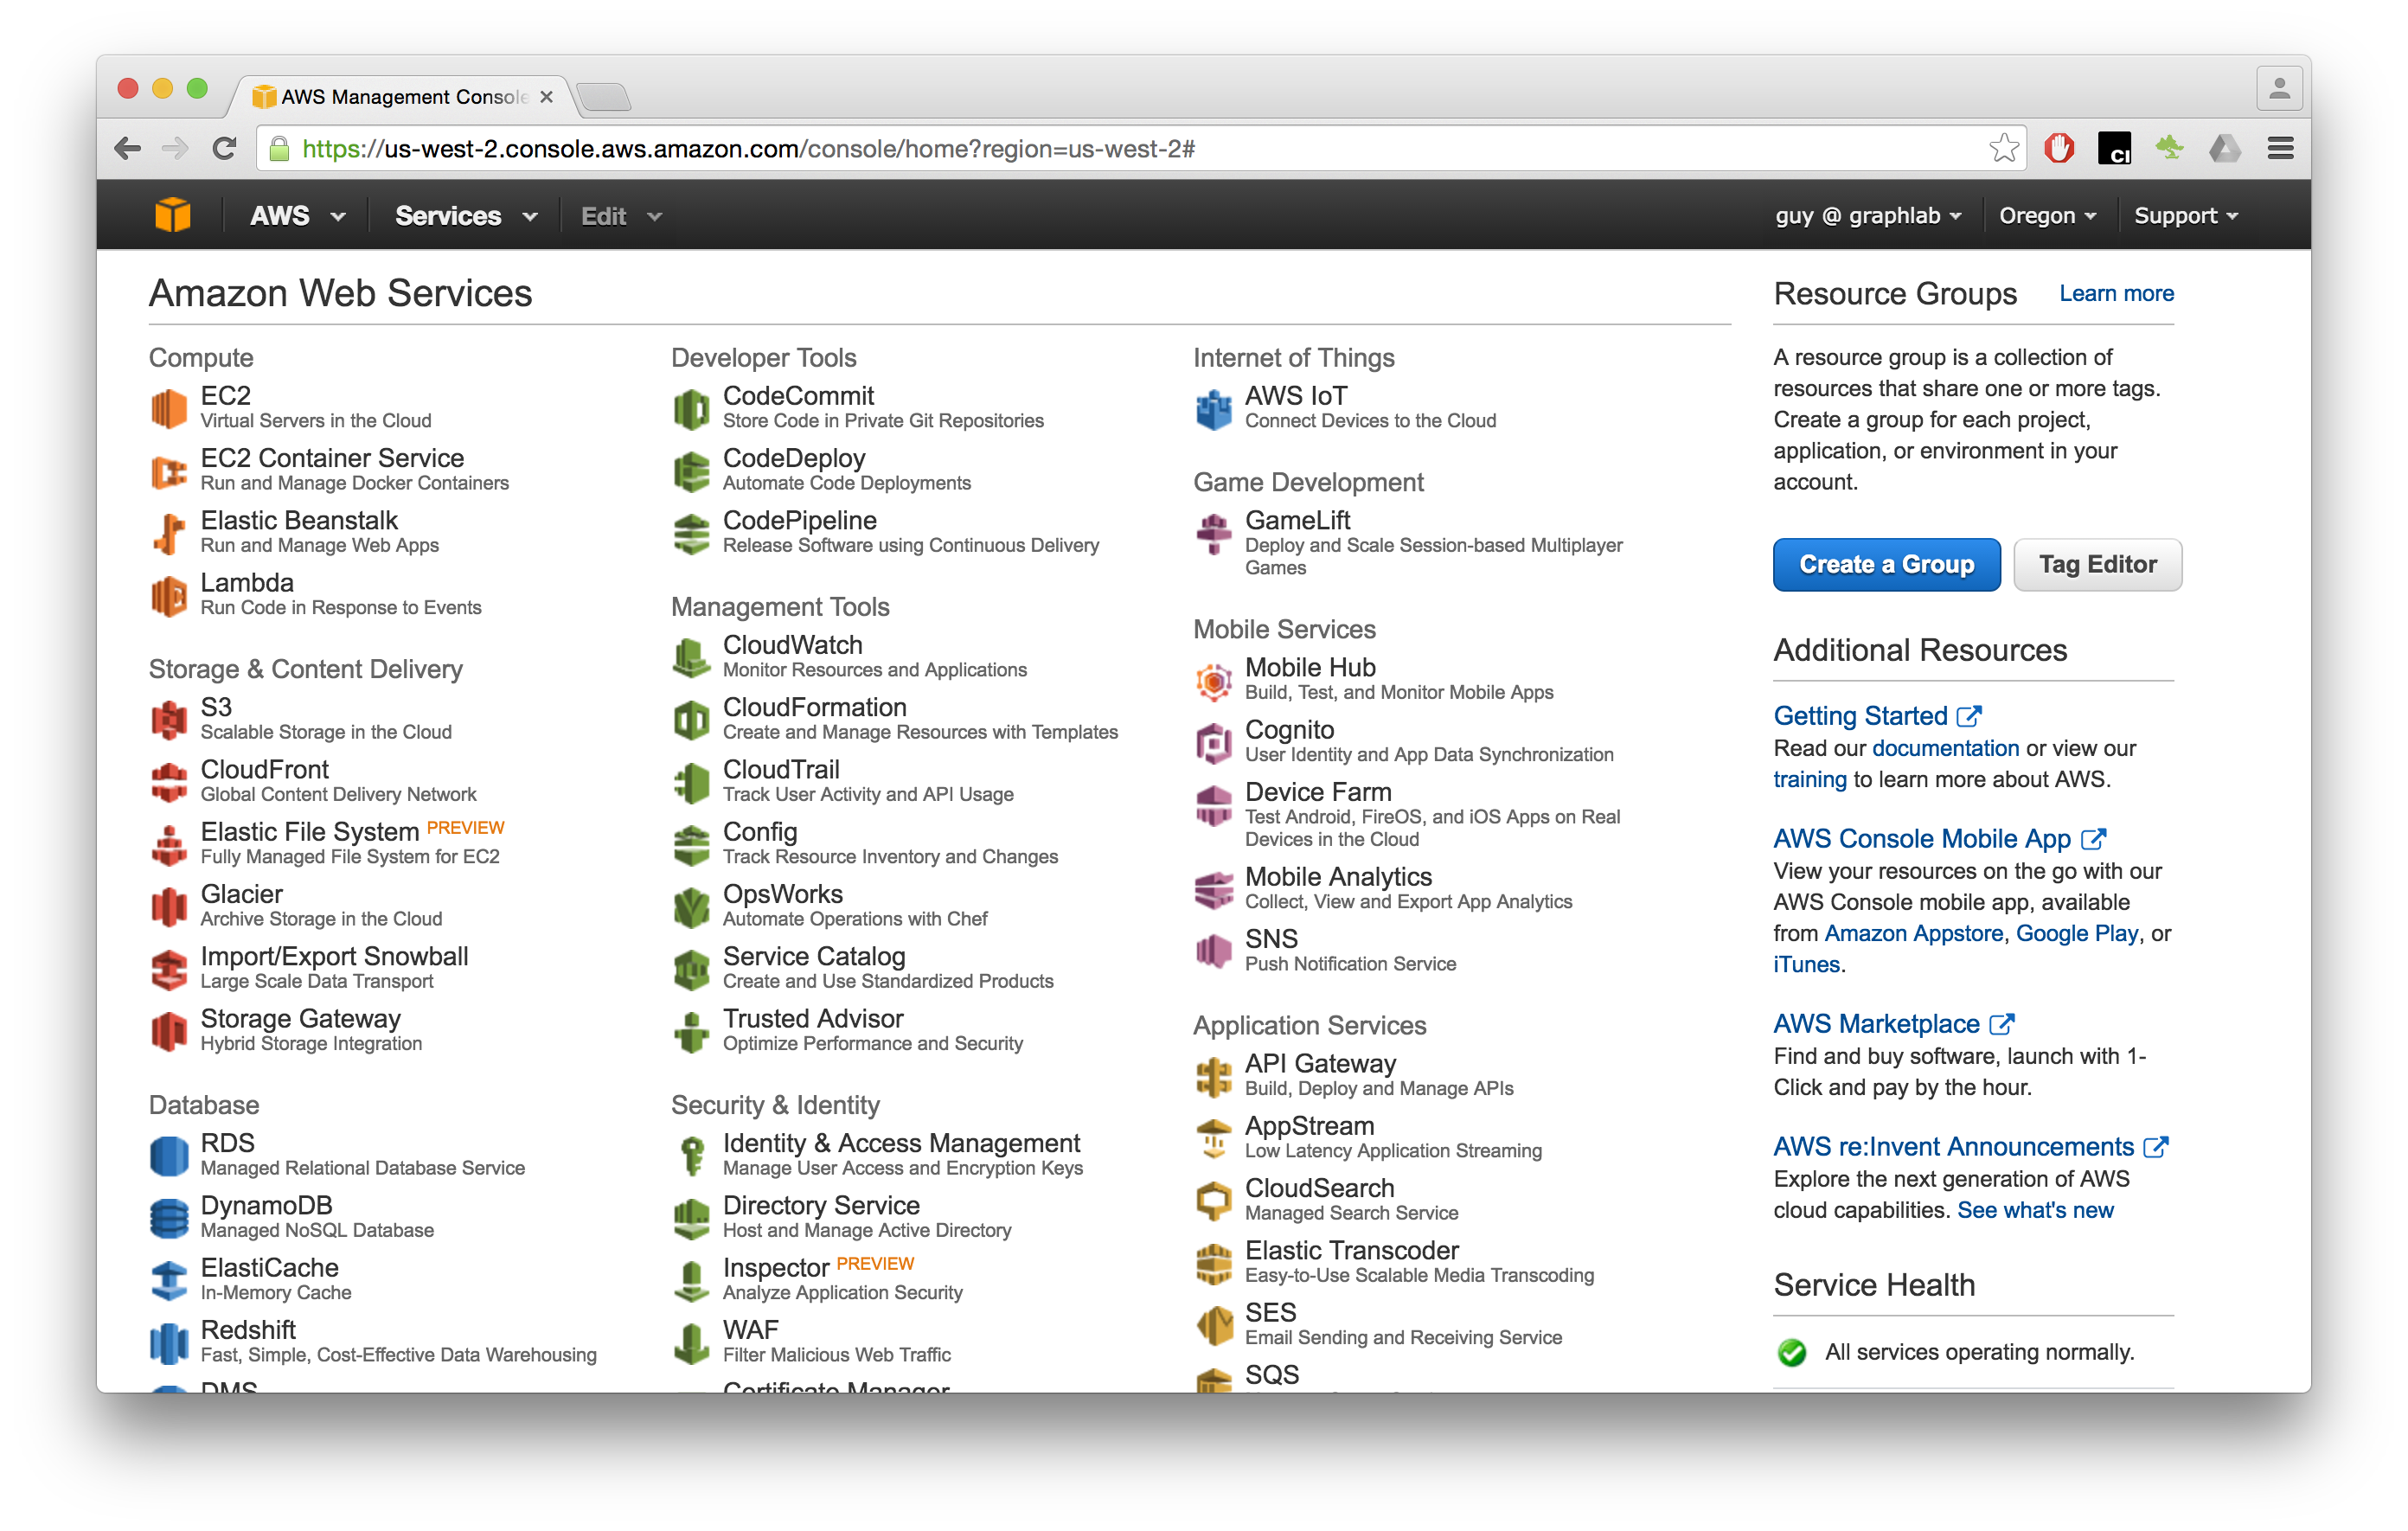 AWS Management Console
https://us-west-2.console.aws.amazon.com/console/home?region=us-west-2#
CI
AWS
Services
Edit
guy @ graphlab
Oregon
Support
Amazon Web Services
Compute
EC2
Virtual Servers in the Cloud
EC2 Container Service
Run and Manage Docker Containers
Elastic Beanstalk
Run and Manage Web Apps
Lambda
Run Code in Response to Events
Storage & Content Delivery
S3
Scalable Storage in the Cloud
CloudFront
Global Content Delivery Network
Elastic File System PREVIEW
Fully Managed File System for EC2
Glacier
Archive Storage in the Cloud
Import/Export Snowball
Large Scale Data Transport
Storage Gateway
Hybrid Storage Integration
Database
RDS
Managed Relational Database Service
DynamoDB
Managed NoSQL Database
ElastiCache
In-Memory Cache
Redshift
Fast, Simple, Cost-Effective Data Warehousing
DMS
Developer Tools
CodeCommit
Store Code in Private Git Repositories
CodeDeploy
Automate Code Deployments
CodePipeline
Release Software using Continuous Delivery
Management Tools
CloudWatch
Monitor Resources and Applications
CloudFormation
Create and Manage Resources with Templates
CloudTrail
Track User Activity and API Usage
Config
Track Resource Inventory and Changes
OpsWorks
Automate Operations with Chef
Service Catalog
Create and Use Standardized Products
Trusted Advisor
Optimize Performance and Security
Security & Identity
Identity & Access Management
Manage User Access and Encryption Keys
Directory Service
Host and Manage Active Directory
Inspector PREVIEW
Analyze Application Security
WAF
Filter Malicious Web Traffic
Certificate Manager
Internet of Things
AWS IoT
Connect Devices to the Cloud
Game Development
GameLift
Deploy and Scale Session-based Multiplayer
Games
Mobile Services
Mobile Hub
Build, Test, and Monitor Mobile Apps
Cognito
User Identity and App Data Synchronization
Device Farm
Test Android, FireOS, and iOS Apps on Real
Devices in the Cloud
Mobile Analytics
Collect, View and Export App Analytics
SNS
Push Notification Service
Application Services
API Gateway
Build, Deploy and Manage APIs
AppStream
Low Latency Application Streaming
CloudSearch
Managed Search Service
Elastic Transcoder
Easy-to-Use Scalable Media Transcoding
SES
Email Sending and Receiving Service
SQS
Resource Groups
Learn more
A resource group is a collection of
resources that share one or more tags.
Create a group for each project,
application, or environment in your
account.
Create a Group
Tag Editor
Additional Resources
Getting Started
Read our documentation or view our
training to learn more about AWS.
AWS Console Mobile App
View your resources on the go with our
AWS Console mobile app, available
from Amazon Appstore, Google Play, or
iTunes.
AWS Marketplace
Find and buy software, launch with 1-
Click and pay by the hour.
AWS re:Invent Announcements
Explore the next generation of AWS
cloud capabilities. See what's new
Service Health
All services operating normally.